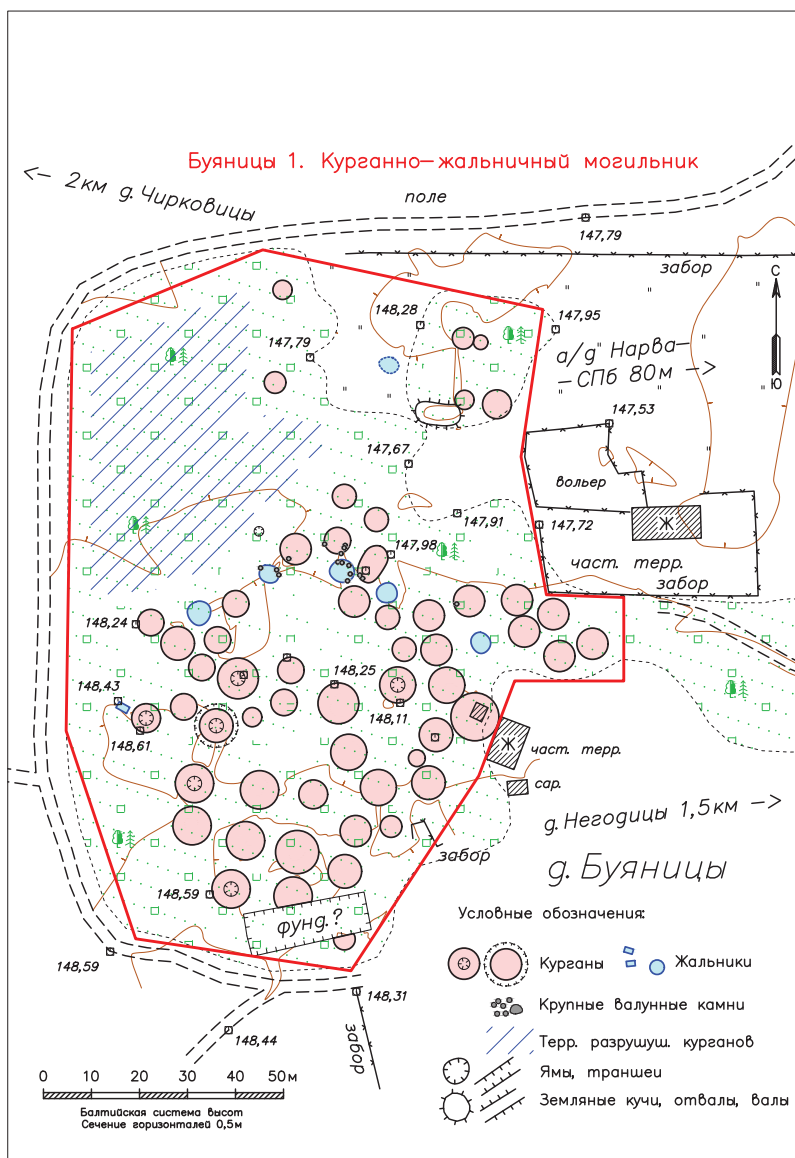 Буяницы 1. Курганно-жальничный могильник
<- 2км д. Чирковицы
поле
147,79
забор
С
Ю
148,28
147,95
147,79
а/д" Нарва-
-СПб 80м ->
147,53
147,67
вольер
147,91
147,72
Ж
147,98
част. терр.
забор
148,24
148,25
148,43
148,11
148,61
Ж
част. терр.
сар.
д. Негодицы 1,5км ->
забор
д. Буяницы
148,59
фунд.?
148,59
148,31
148,44
забор
Условные обозначения:
Курганы
Жальники
Крупные валунные камни
Терр. разрушуш. курганов
Ямы, траншеи
Земляные кучи, отвалы, валы
0 10 20 30 40 50м
Балтийская система высот
Сечение горизонталей 0,5м